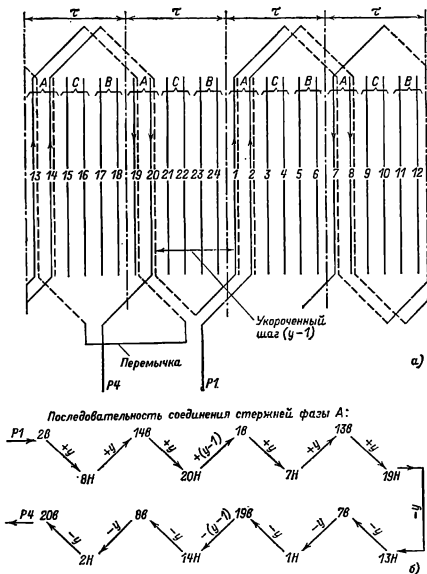 τ τ τ τ
A C B A C B A C B A C B
13 14 15 16 17 18 19 20 21 22 23 24 1 2 3 4 5 6 7 8 9 10 11 12
Укороченный
шаг (y-1)
Перемычка
P4 P1
а)
Последовательность соединения стержней фазы А:
P1 2В 14В 1В 13В
+y +y +y +(y-1) +y +y +y
8Н 20Н 7Н 19Н
-y
P4 20В 8В 19В 7В
-y -y -y -(y-1) -y -y -y
2Н 14Н 1Н 13Н
б)